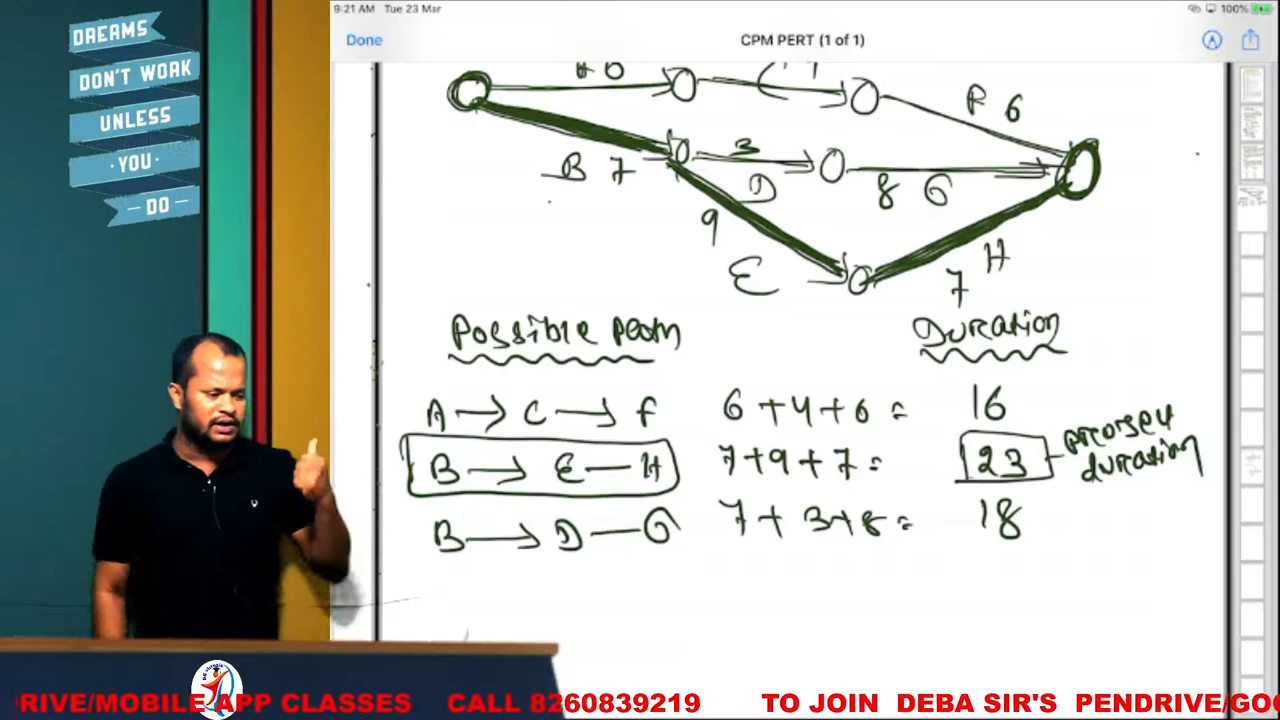 9:21 AM Tue 23 Mar
100%
Done
CPM PERT (1 of 1)
DREAMS
DON'T WORK
UNLESS
· YOU ·
— DO —
A 6
F 6
B 7
3
D
8 G
9
E
H
7
Possible Path
Duration
A → C → F 6 + 4 + 6 = 16
B → E — H 7 + 9 + 7 = 23
duration
B → D — G 7 + 3 + 8 = 18
RIVE/MOBILE APP CLASSES CALL 8260839219 TO JOIN DEBA SIR'S PENDRIVE/GO